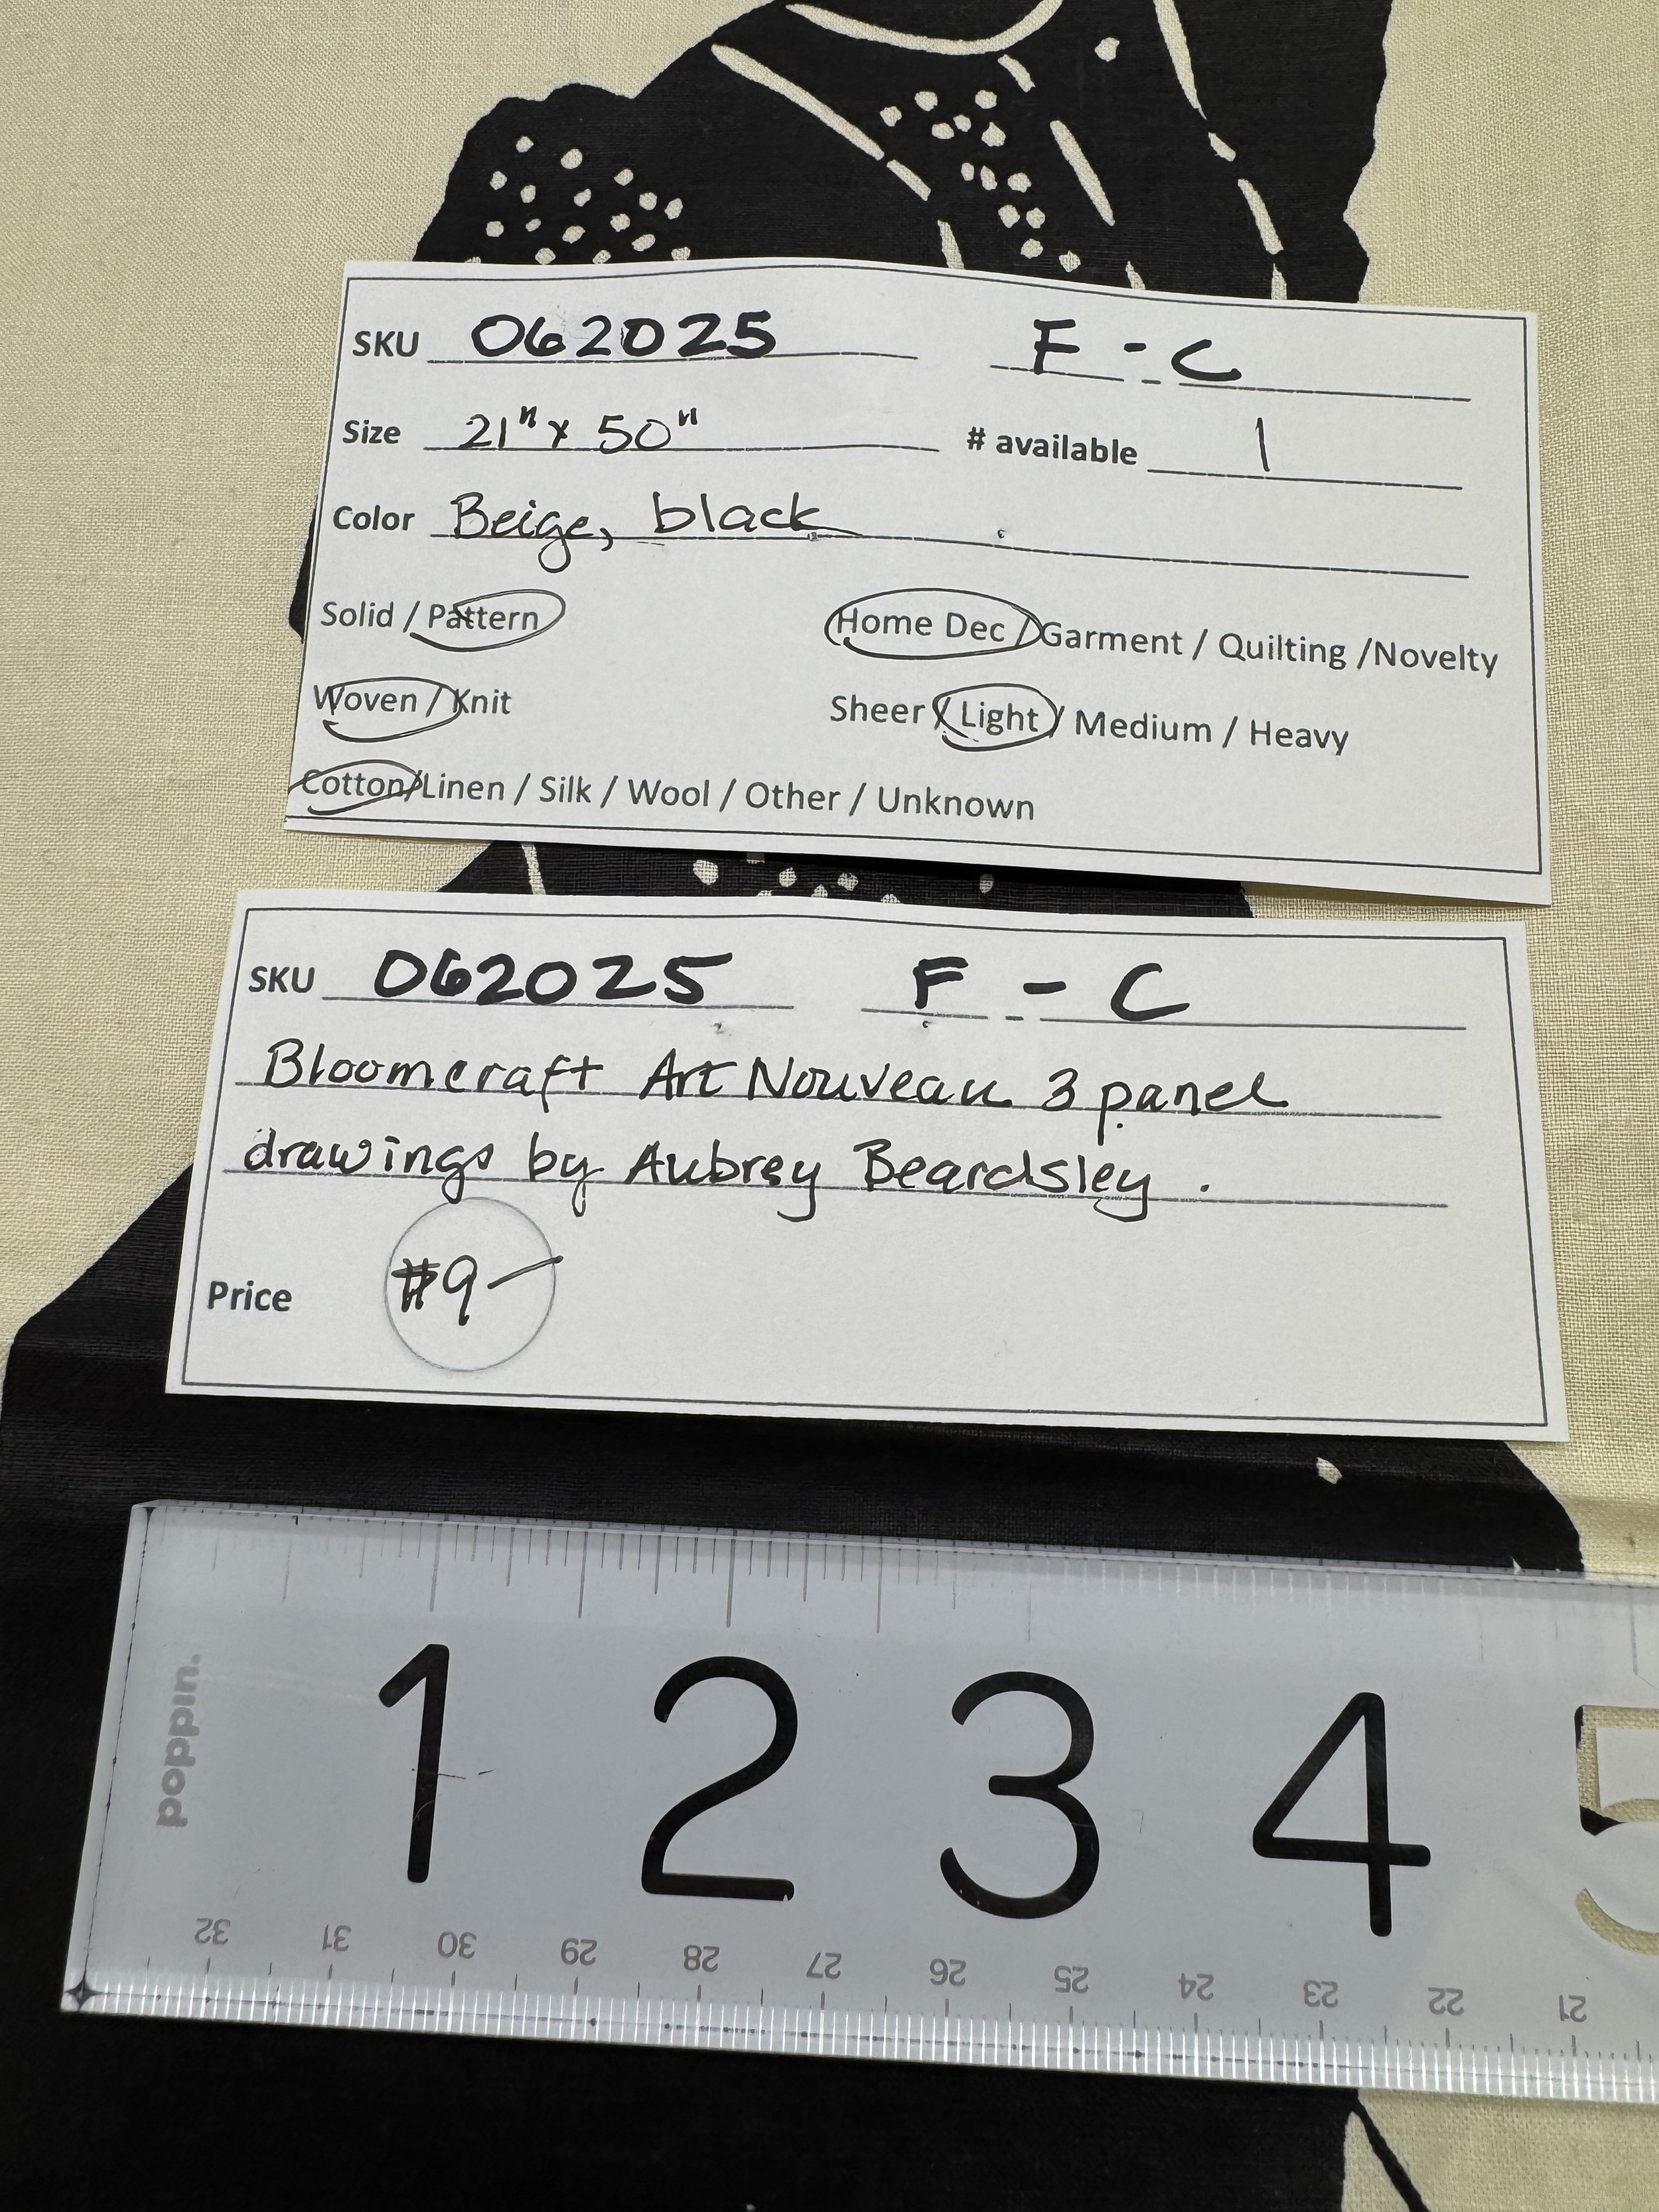 SKU 062025 F - C
Size 21" x 50" # available 1
Color Beige, black
Solid / Pattern Home Dec / Garment / Quilting /Novelty
Woven / Knit Sheer / Light / Medium / Heavy
Cotton/Linen / Silk / Wool / Other / Unknown
SKU 062025 F - C
Bloomcraft Art Nouveau 3 panel
drawings by Aubrey Beardsley .
Price #9—
poppin.
1 2 3 4 5
32 31 30 29 28 27 26 25 24 23 22 21